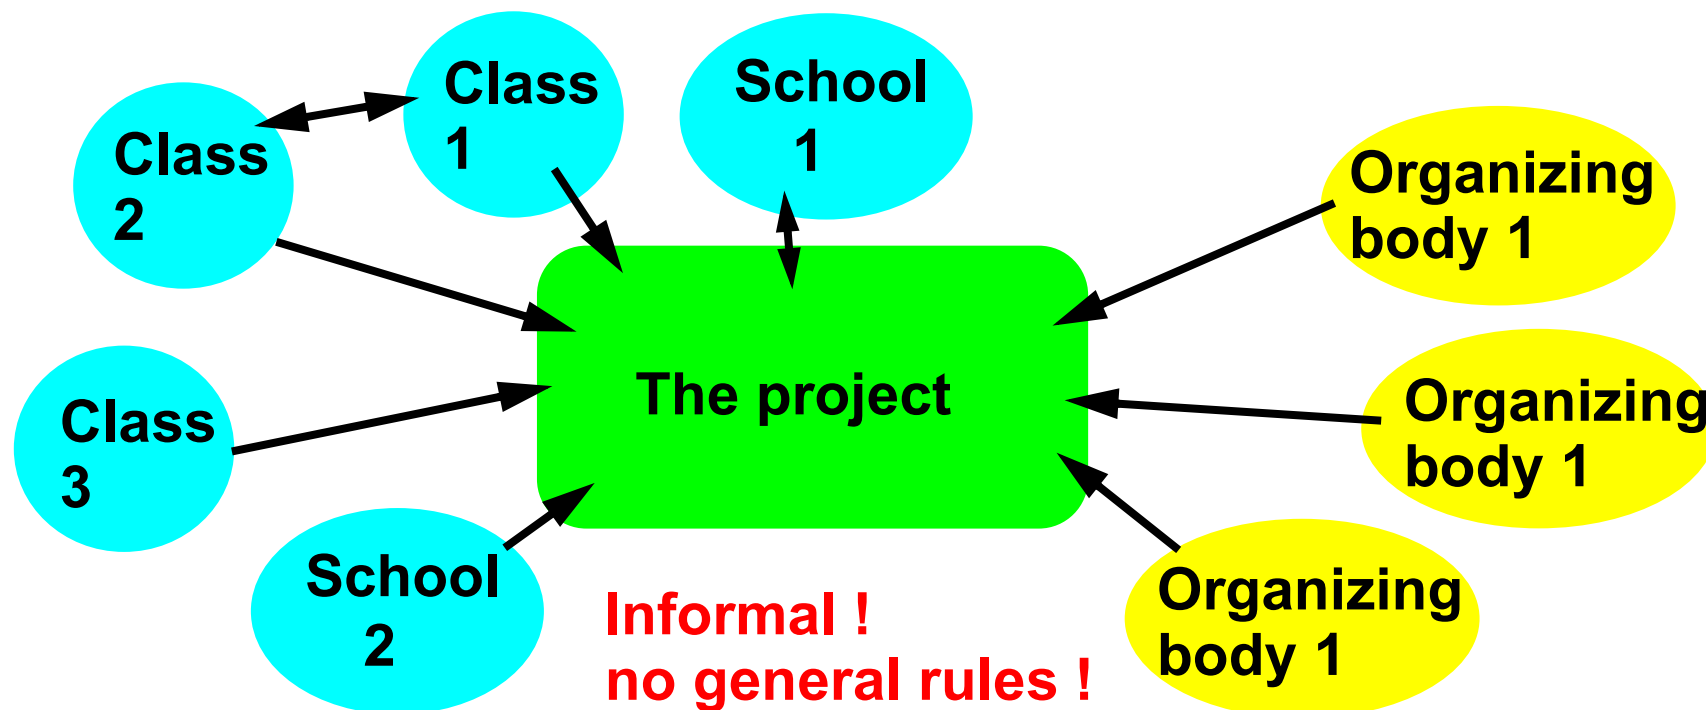 Class
1
School
1
Class
2
Organizing
body 1
The project
Organizing
body 1
Class
3
School
2
Organizing
body 1
Informal !
no general rules !